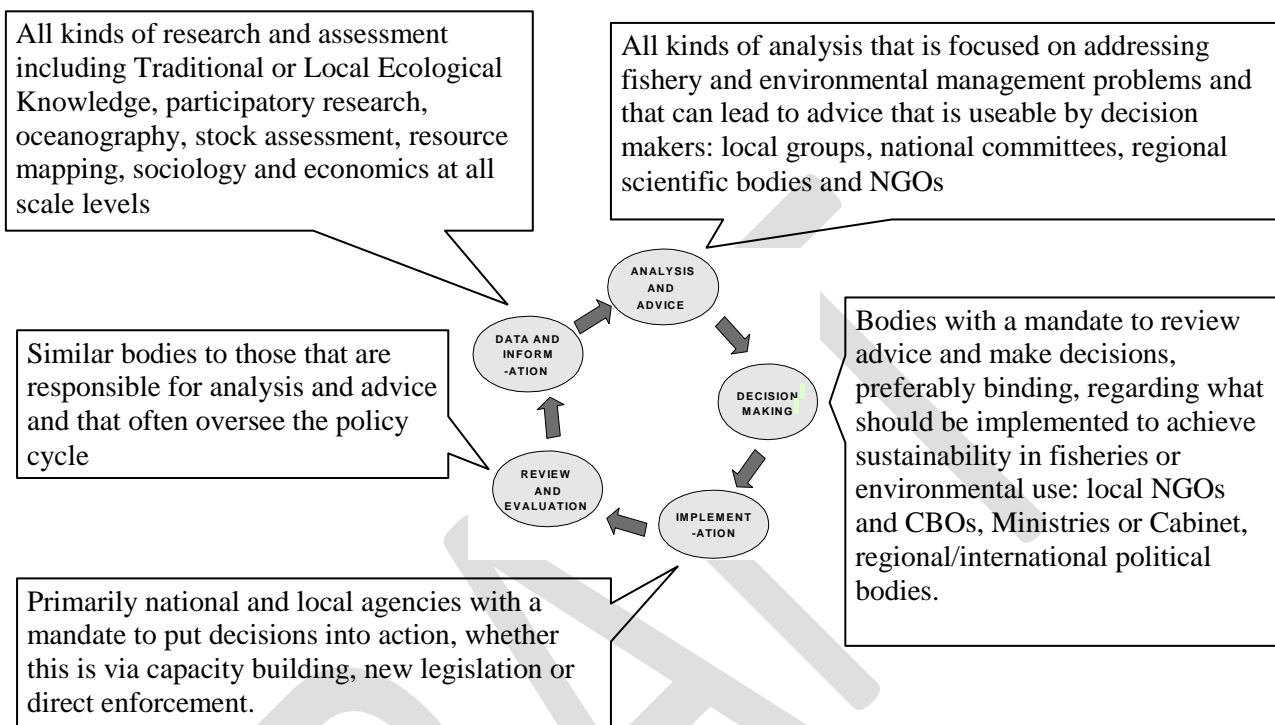 All kinds of research and assessment
including Traditional or Local Ecological
Knowledge, participatory research,
oceanography, stock assessment, resource
mapping, sociology and economics at all
scale levels
All kinds of analysis that is focused on addressing
fishery and environmental management problems and
that can lead to advice that is useable by decision
makers: local groups, national committees, regional
scientific bodies and NGOs
ANALYSIS
AND
ADVICE
DATA AND
INFORM
-ATION
DECISION
MAKING
Similar bodies to those that are
responsible for analysis and advice
and that often oversee the policy
cycle
Bodies with a mandate to review
advice and make decisions,
preferably binding, regarding what
should be implemented to achieve
sustainability in fisheries or
environmental use: local NGOs
and CBOs, Ministries or Cabinet,
regional/international political
bodies.
REVIEW
AND
EVALUATION
IMPLEMENT
-ATION
Primarily national and local agencies with a
mandate to put decisions into action, whether
this is via capacity building, new legislation or
direct enforcement.